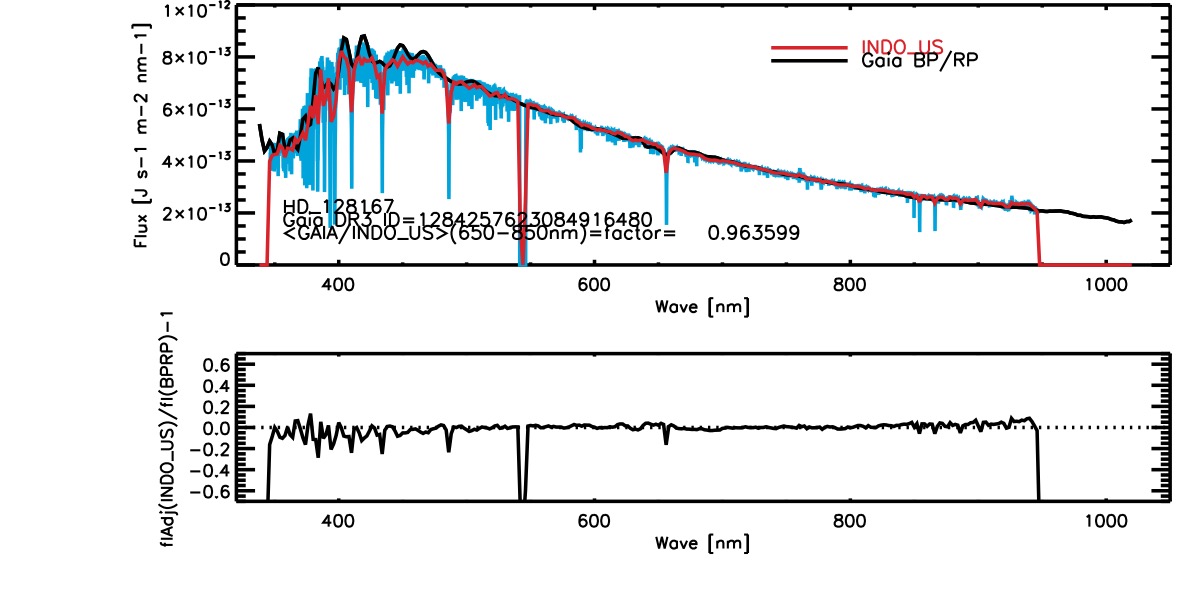 1×10−12
8×10−13
6×10−13
4×10−13
2×10−13
0
Flux [J s−1 m−2 nm−1]
INDO_US
Gaia BP/RP
HD_128167
Gaia DR3_ID=1284257623084916480
<GAIA/INDO_US>(650−850nm)=factor= 0.963599
400 600 800 1000
Wave [nm]
flAdj(INDO_US)/fl(BPRP)−1
0.6
0.4
0.2
0.0
−0.2
−0.4
−0.6
400 600 800 1000
Wave [nm]